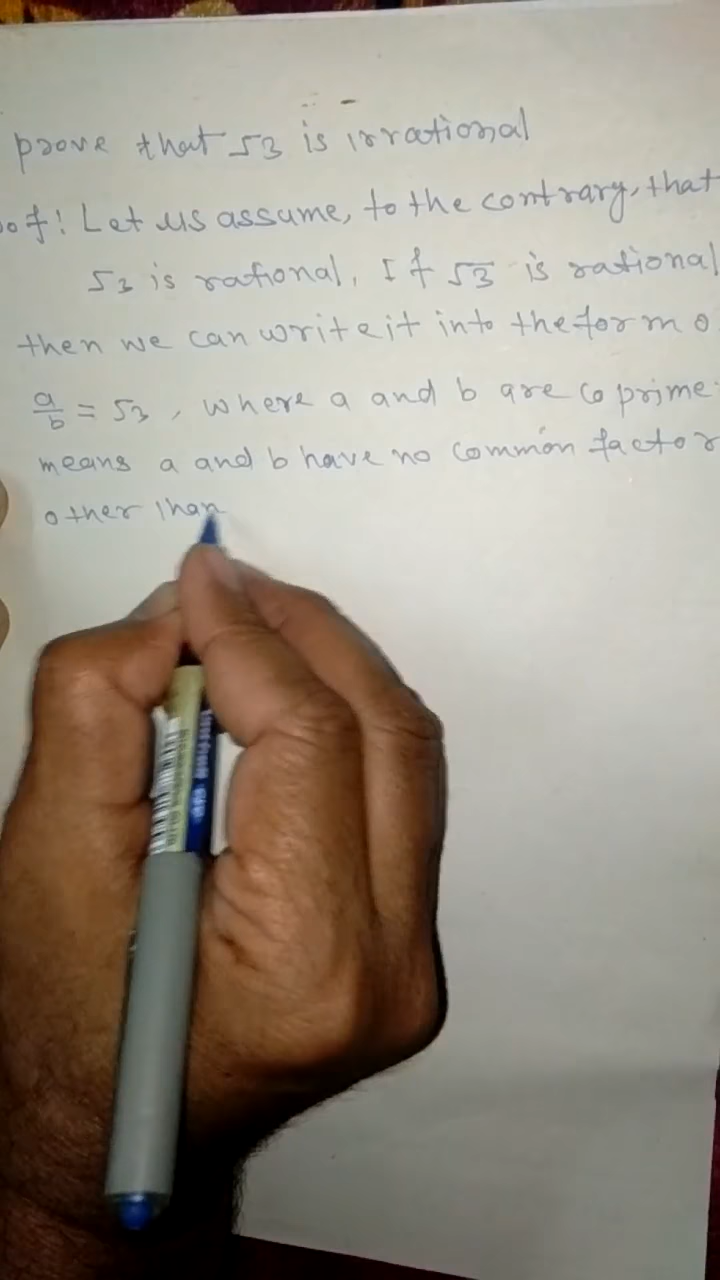 prove that √3 is irrational
oof! Let us assume, to the contrary, that
√3 is rational. If √3 is rational
then we can write it into the form o
a/b = √3, where a and b are co prime.
means a and b have no common factor
other than